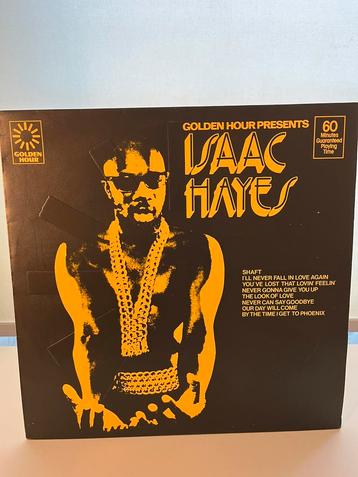 GOLDEN
HOUR
GOLDEN HOUR PRESENTS
ISAAC
HAYES
60
Minutes
Guaranteed
Playing
Time
SHAFT
I'LL NEVER FALL IN LOVE AGAIN
YOU'VE LOST THAT LOVIN' FEELIN'
NEVER GONNA GIVE YOU UP
THE LOOK OF LOVE
NEVER CAN SAY GOODBYE
OUR DAY WILL COME
BY THE TIME I GET TO PHOENIX